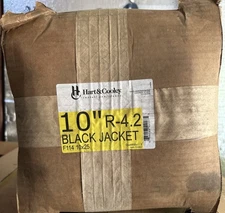 Hart&Cooley
10" R-4.2
BLACK JACKET
F114 10x25